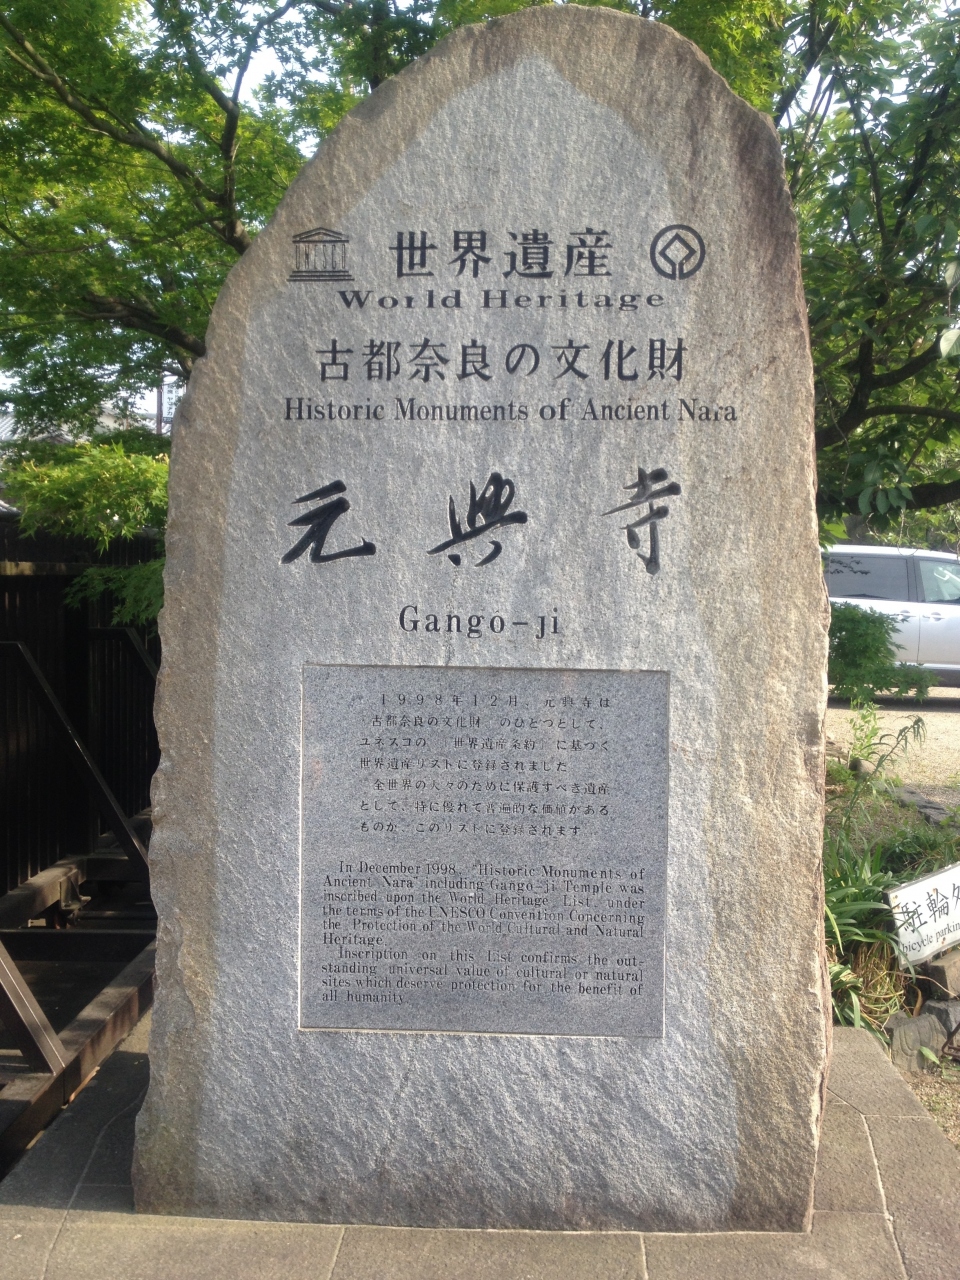 UNESCO
世界遺産
World Heritage
古都奈良の文化財
Historic Monuments of Ancient Nara
元興寺
Gango-ji
1998年12月、元興寺は
「古都奈良の文化財」のひとつとして、
ユネスコの「世界遺産条約」に基づく
世界遺産リストに登録されました。
全世界の人々のために保護すべき遺産
として、特に優れて普遍的な価値がある
ものが、このリストに登録されます。
In December 1998, "Historic Monuments of
Ancient Nara" including Gango-ji Temple was
inscribed upon the World Heritage List, under
the terms of the UNESCO Convention Concerning
the Protection of the World Cultural and Natural
Heritage.
Inscription on this List confirms the out-
standing universal value of cultural or natural
sites which deserve protection for the benefit of
all humanity.
駐輪
bicycle parkin